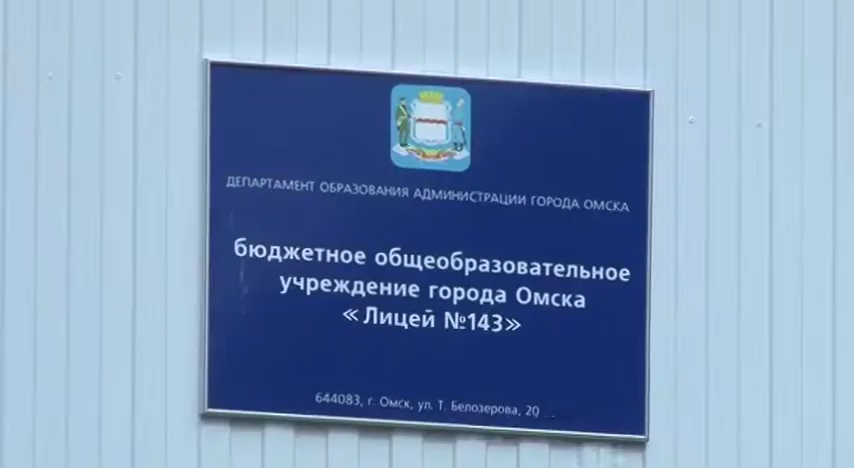 ДЕПАРТАМЕНТ ОБРАЗОВАНИЯ АДМИНИСТРАЦИИ ГОРОДА ОМСКА
бюджетное общеобразовательное
учреждение города Омска
«Лицей №143»
644083, г. Омск, ул. Т. Белозерова, 20